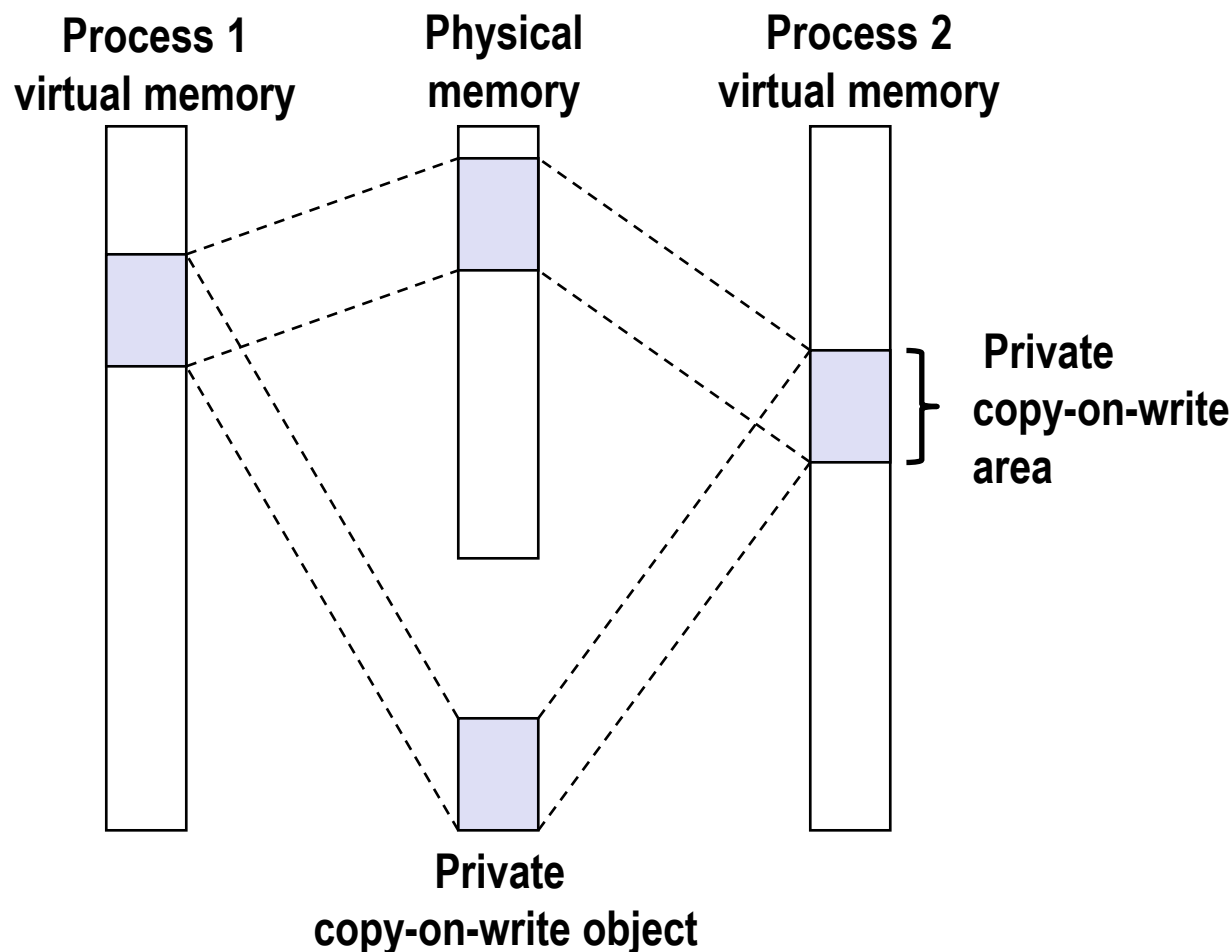 Process 1
virtual memory
Physical
memory
Process 2
virtual memory
Private
copy-on-write
area
Private
copy-on-write object